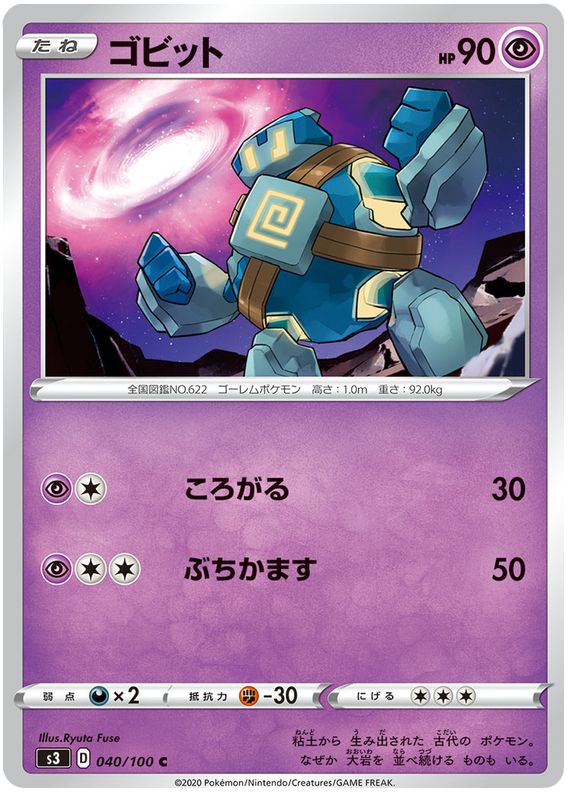 たね ゴビット HP90
全国図鑑NO.622 ゴーレムポケモン 高さ：1.0m 重さ：92.0kg
ころがる 30
ぶちかます 50
弱点 ×2 抵抗力 -30 にげる
Illus.Ryuta Fuse
粘土から 生み出された 古代の ポケモン。
なぜか 大岩を 並べ続ける ものも いる。
s3 D 040/100 C
©2020 Pokémon/Nintendo/Creatures/GAME FREAK.